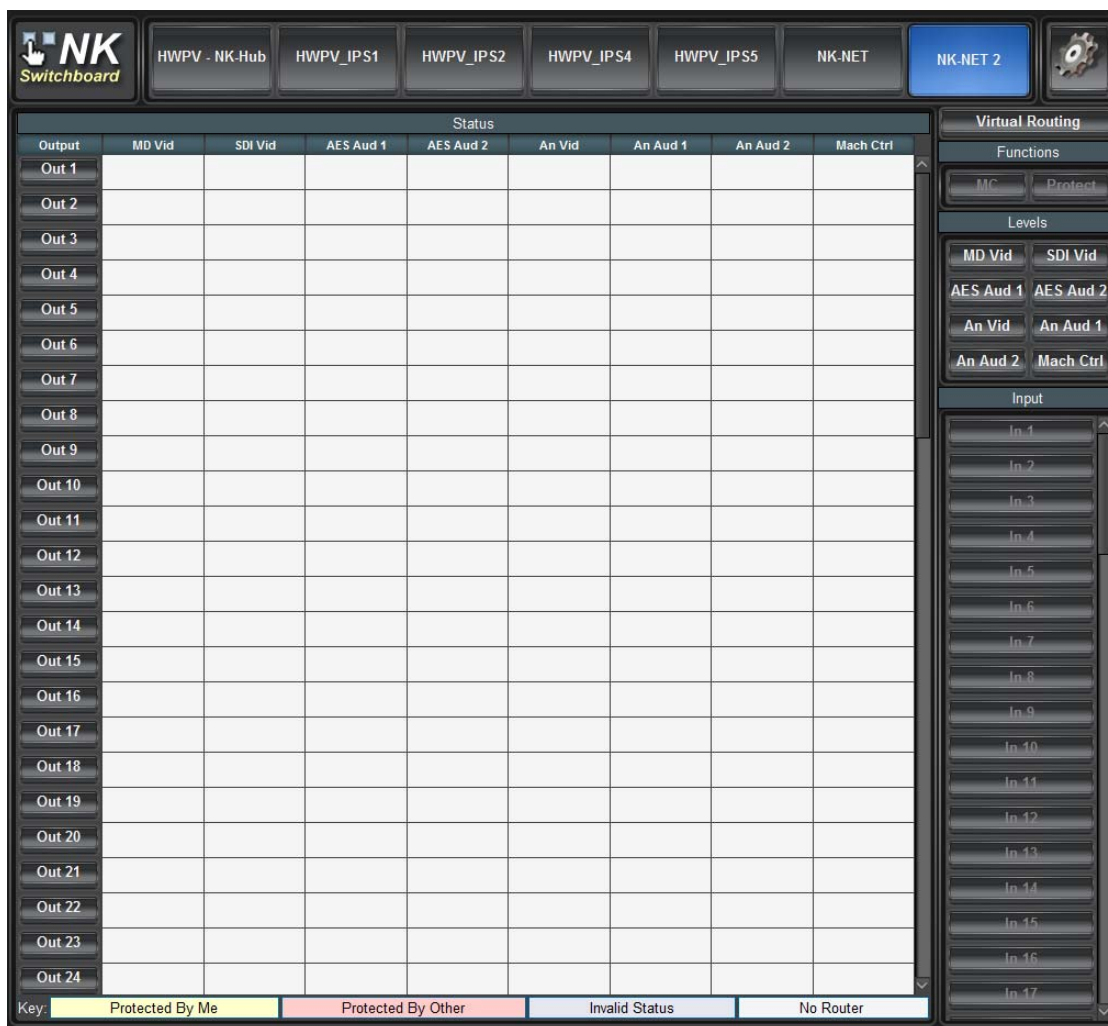 NK
Switchboard
HWPV - NK-Hub HWPV_IPS1 HWPV_IPS2 HWPV_IPS4 HWPV_IPS5 NK-NET NK-NET 2
Status
Output MD Vid SDI Vid AES Aud 1 AES Aud 2 An Vid An Aud 1 An Aud 2 Mach Ctrl
Out 1
Out 2
Out 3
Out 4
Out 5
Out 6
Out 7
Out 8
Out 9
Out 10
Out 11
Out 12
Out 13
Out 14
Out 15
Out 16
Out 17
Out 18
Out 19
Out 20
Out 21
Out 22
Out 23
Out 24
Key: Protected By Me Protected By Other Invalid Status No Router
Virtual Routing
Functions
MC Protect
Levels
MD Vid SDI Vid
AES Aud 1 AES Aud 2
An Vid An Aud 1
An Aud 2 Mach Ctrl
Input
In 1
In 2
In 3
In 4
In 5
In 6
In 7
In 8
In 9
In 10
In 11
In 12
In 13
In 14
In 15
In 16
In 17